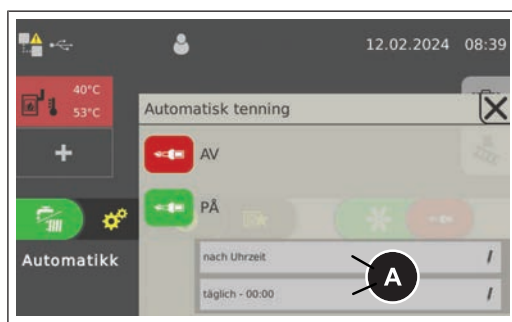 12.02.2024 08:39
40°C
53°C
Automatisk tenning
AV
PÅ
Automatikk
nach Uhrzeit
täglich - 00:00
A